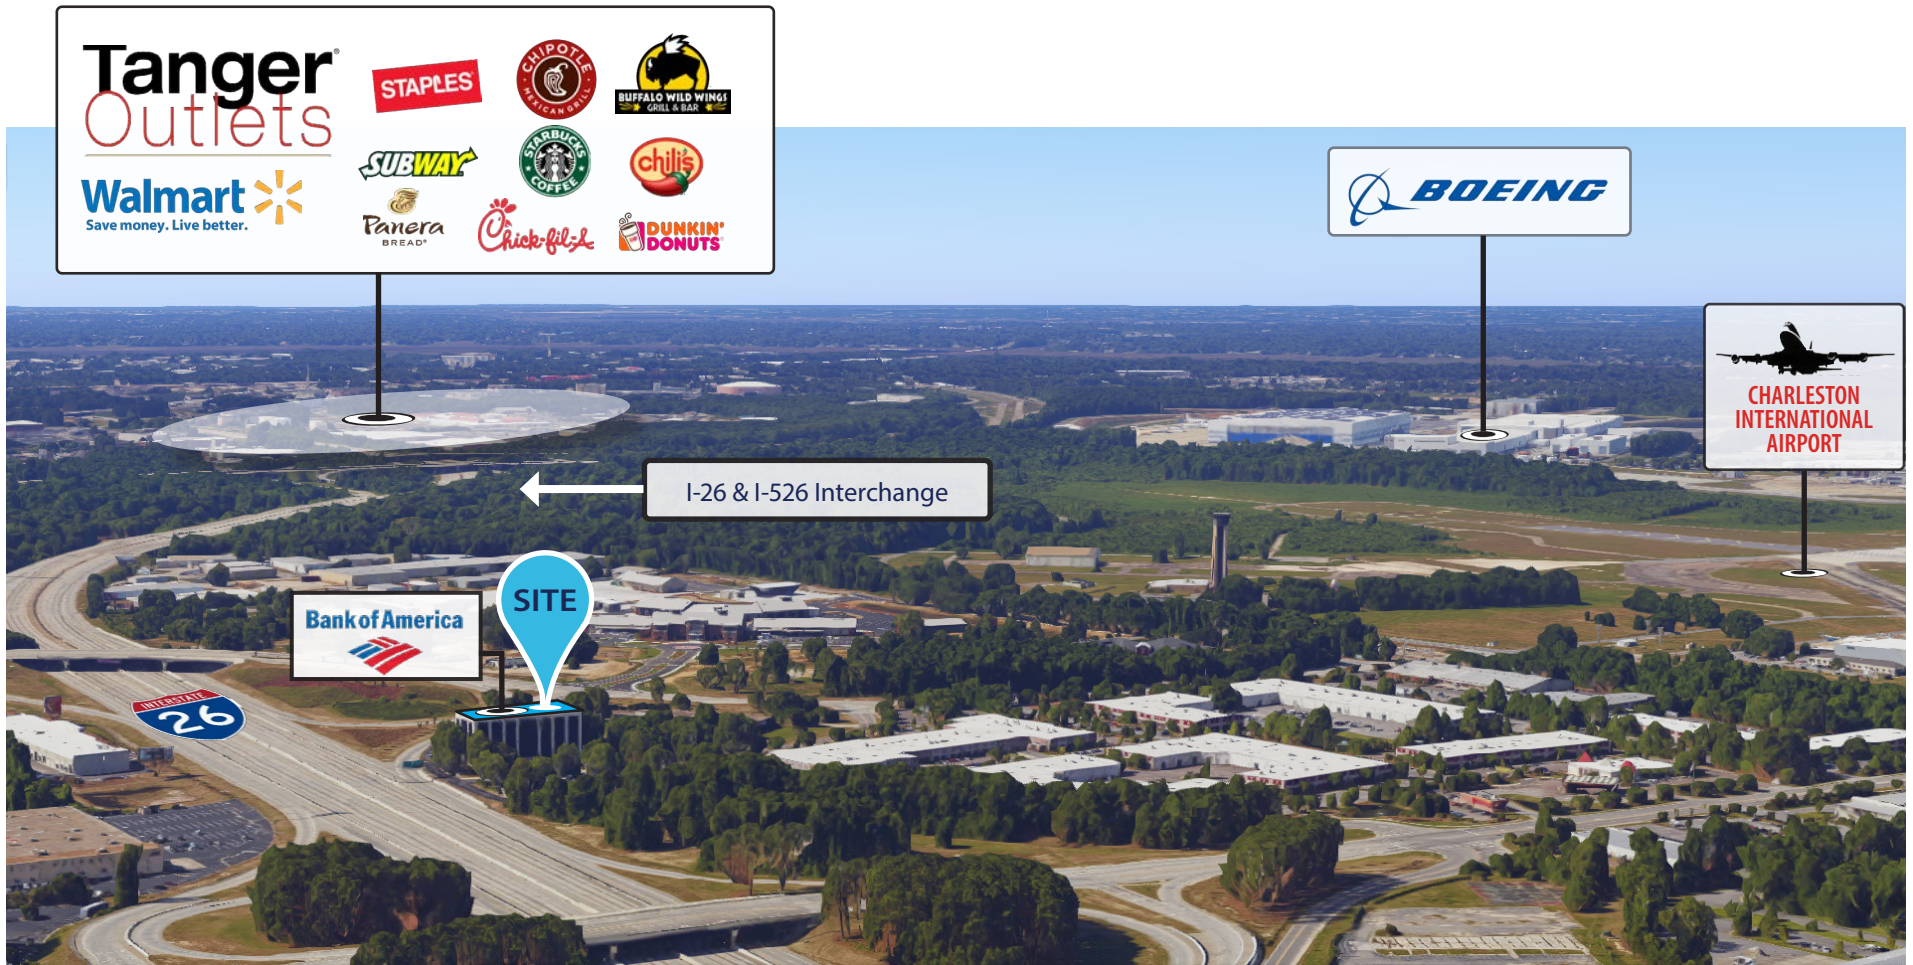 Tanger®
Outlets
Walmart
Save money. Live better.
STAPLES
CHIPOTLE
MEXICAN GRILL
BUFFALO WILD WINGS
GRILL & BAR
SUBWAY
STARBUCKS
COFFEE
chili's
Panera
BREAD®
Chick-fil-A
DUNKIN'
DONUTS
BOEING
CHARLESTON
INTERNATIONAL
AIRPORT
I-26 & I-526 Interchange
SITE
Bank of America
INTERSTATE
26